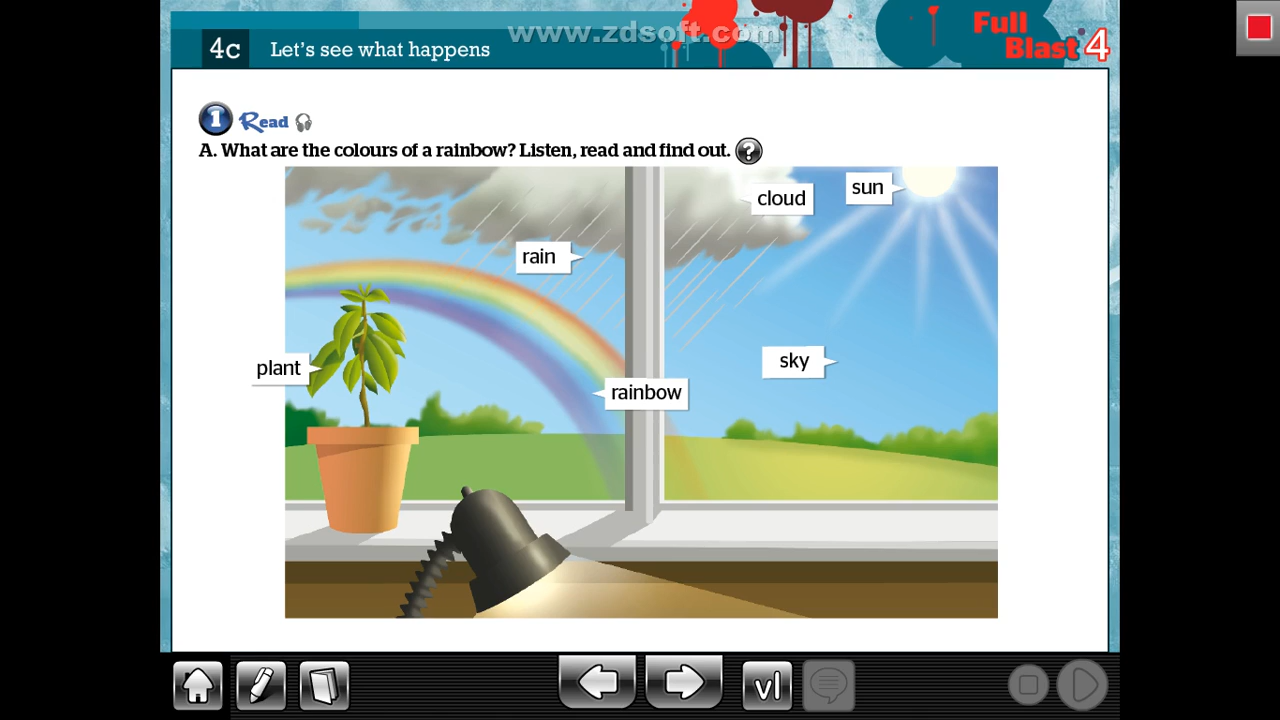 www.zdsoft.com
4c Let's see what happens
Full
Blast 4
1 Read
A. What are the colours of a rainbow? Listen, read and find out. ?
cloud
sun
rain
sky
plant
rainbow
vl